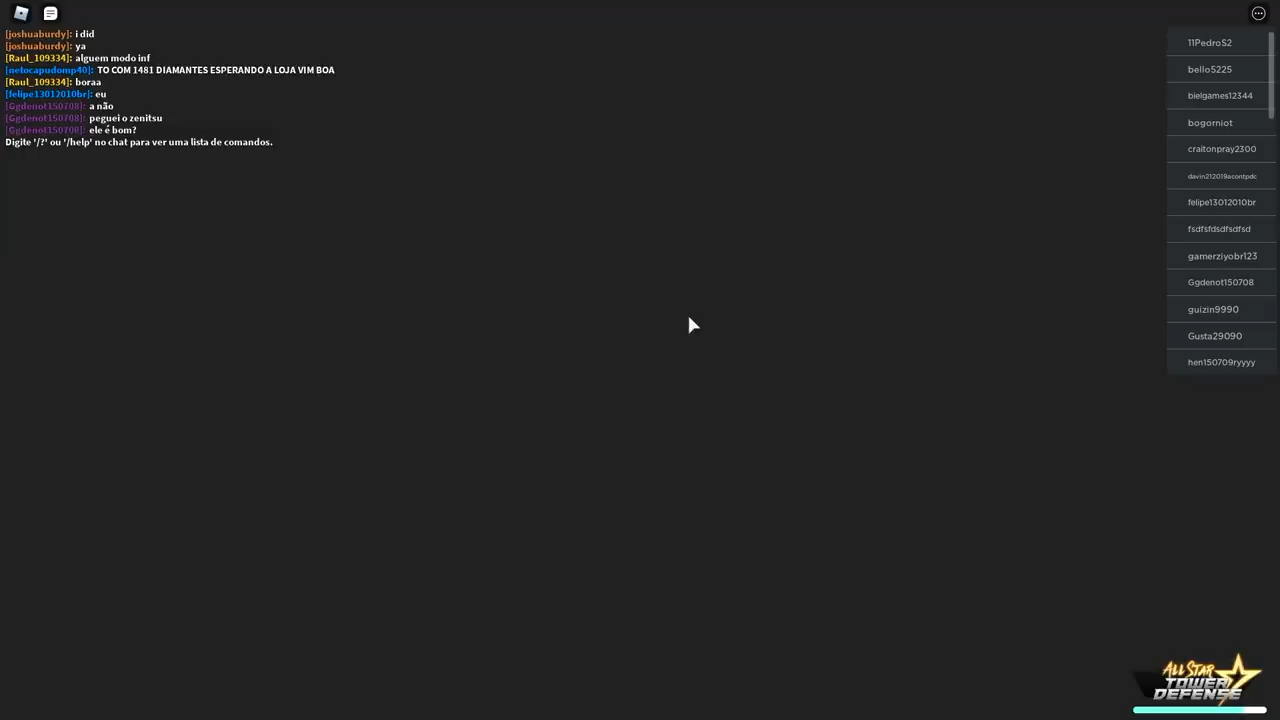 [joshuaburdy]: i did
[joshuaburdy]: ya
[Raul_109334]: alguem modo inf
[netocapudomp40]: TO COM 1481 DIAMANTES ESPERANDO A LOJA VIM BOA
[Raul_109334]: boraa
[felipe13012010br]: eu
[Ggdenot150708]: a não
[Ggdenot150708]: peguei o zenitsu
[Ggdenot150708]: ele é bom?
Digite '/?' ou '/help' no chat para ver uma lista de comandos.
11PedroS2
bello5225
bielgames12344
bogorniot
craitonpray2300
davin212019acontpdc
felipe13012010br
fsdfsfdsdfsdfsd
gamerziyobr123
Ggdenot150708
guizin9990
Gusta29090
hen150709ryyyy
ALL STAR
TOWER
DEFENSE